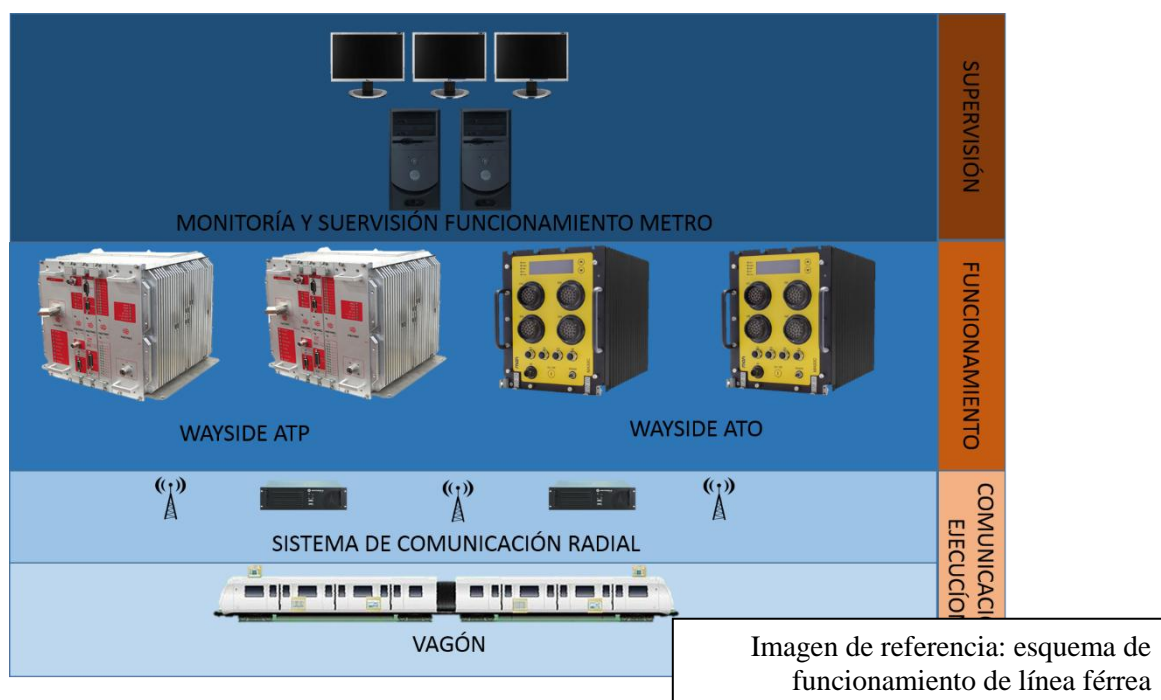 SUPERVISIÓN
MONITORÍA Y SUERVISIÓN FUNCIONAMIENTO METRO
FUNCIONAMIENTO
WAYSIDE ATP
WAYSIDE ATO
SISTEMA DE COMUNICACIÓN RADIAL
VAGÓN
Imagen de referencia: esquema de
funcionamiento de línea férrea